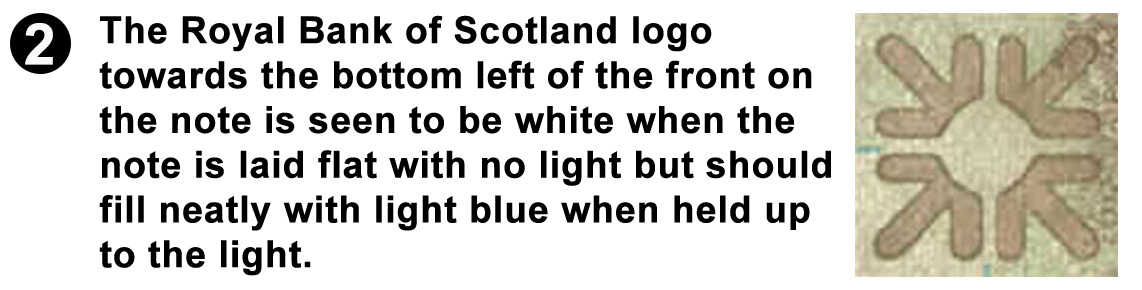 2
The Royal Bank of Scotland logo
towards the bottom left of the front on
the note is seen to be white when the
note is laid flat with no light but should
fill neatly with light blue when held up
to the light.